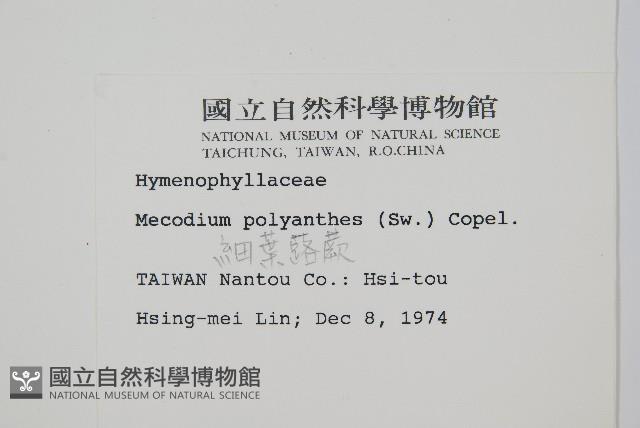 國立自然科學博物館
NATIONAL MUSEUM OF NATURAL SCIENCE
TAICHUNG, TAIWAN, R.O.CHINA
Hymenophyllaceae
Mecodium polyanthes (Sw.) Copel.
細葉蕗蕨
TAIWAN Nantou Co.: Hsi-tou
Hsing-mei Lin; Dec 8, 1974
國立自然科學博物館
NATIONAL MUSEUM OF NATURAL SCIENCE